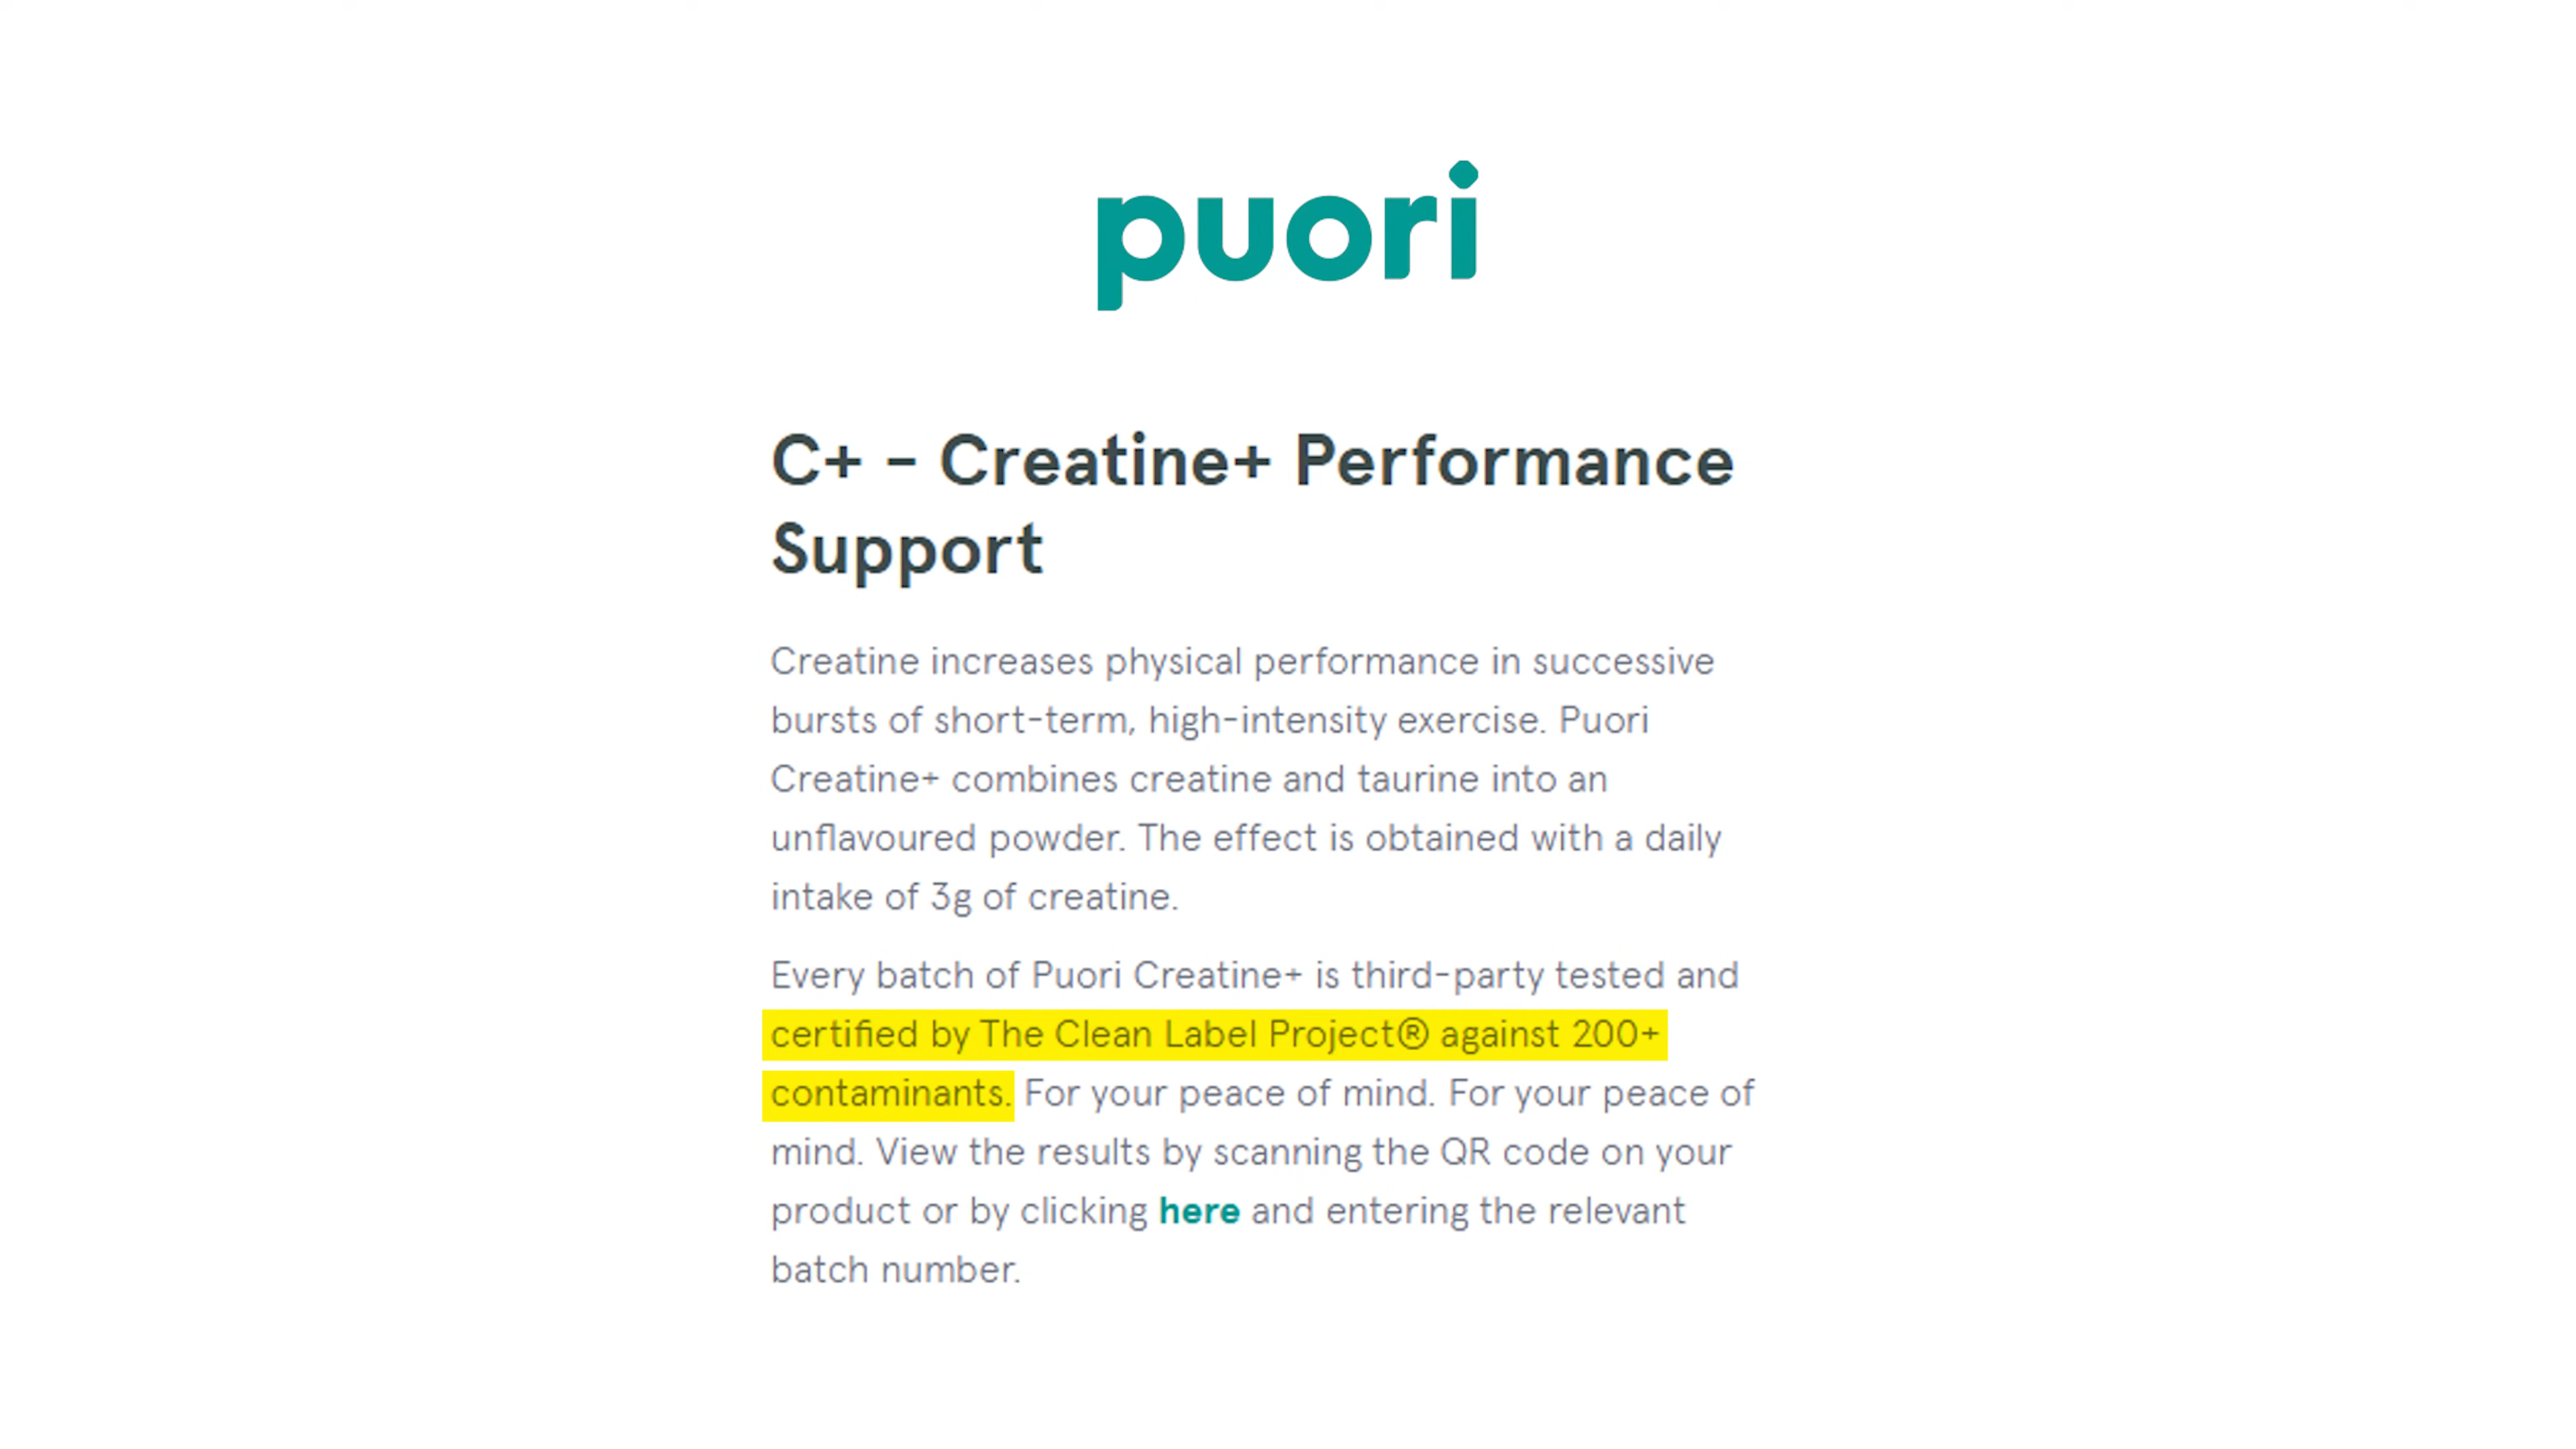 puori
C+ – Creatine+ Performance
Support
Creatine increases physical performance in successive
bursts of short-term, high-intensity exercise. Puori
Creatine+ combines creatine and taurine into an
unflavoured powder. The effect is obtained with a daily
intake of 3g of creatine.
Every batch of Puori Creatine+ is third-party tested and
certified by The Clean Label Project® against 200+
contaminants. For your peace of mind. For your peace of
mind. View the results by scanning the QR code on your
product or by clicking here and entering the relevant
batch number.